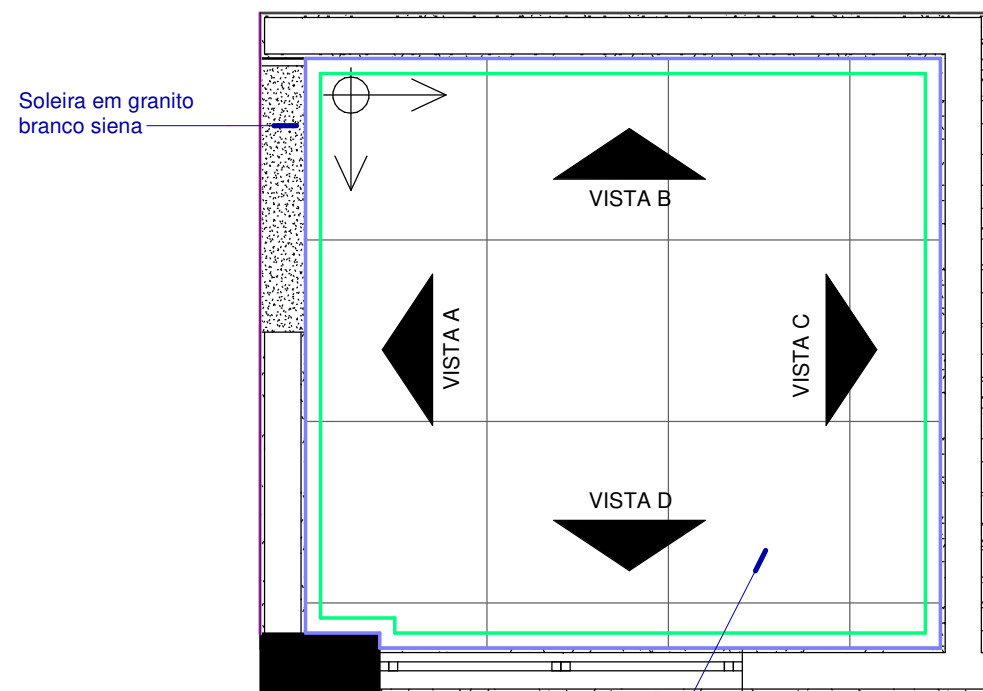 Soleira em granito
branco siena
VISTA B
VISTA A
VISTA C
VISTA D